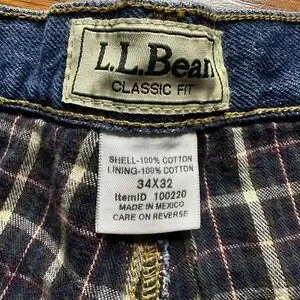 L.L.Bean
CLASSIC FIT
SHELL-100% COTTON
LINING-100% COTTON
34X32
ItemID 100220
MADE IN MEXICO
CARE ON REVERSE